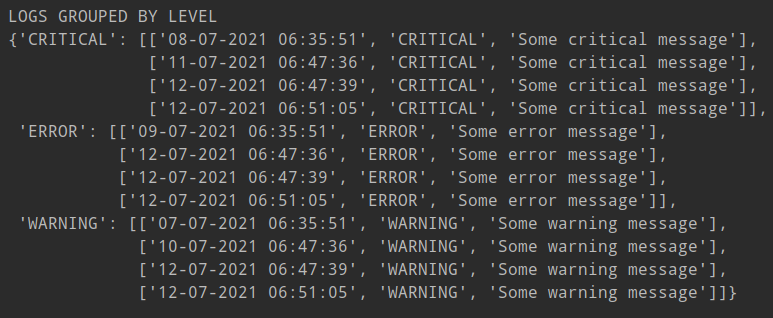 LOGS GROUPED BY LEVEL
{'CRITICAL': [['08-07-2021 06:35:51', 'CRITICAL', 'Some critical message'],
['11-07-2021 06:47:36', 'CRITICAL', 'Some critical message'],
['12-07-2021 06:47:39', 'CRITICAL', 'Some critical message'],
['12-07-2021 06:51:05', 'CRITICAL', 'Some critical message']],
'ERROR': [['09-07-2021 06:35:51', 'ERROR', 'Some error message'],
['12-07-2021 06:47:36', 'ERROR', 'Some error message'],
['12-07-2021 06:47:39', 'ERROR', 'Some error message'],
['12-07-2021 06:51:05', 'ERROR', 'Some error message']],
'WARNING': [['07-07-2021 06:35:51', 'WARNING', 'Some warning message'],
['10-07-2021 06:47:36', 'WARNING', 'Some warning message'],
['12-07-2021 06:47:39', 'WARNING', 'Some warning message'],
['12-07-2021 06:51:05', 'WARNING', 'Some warning message']]}